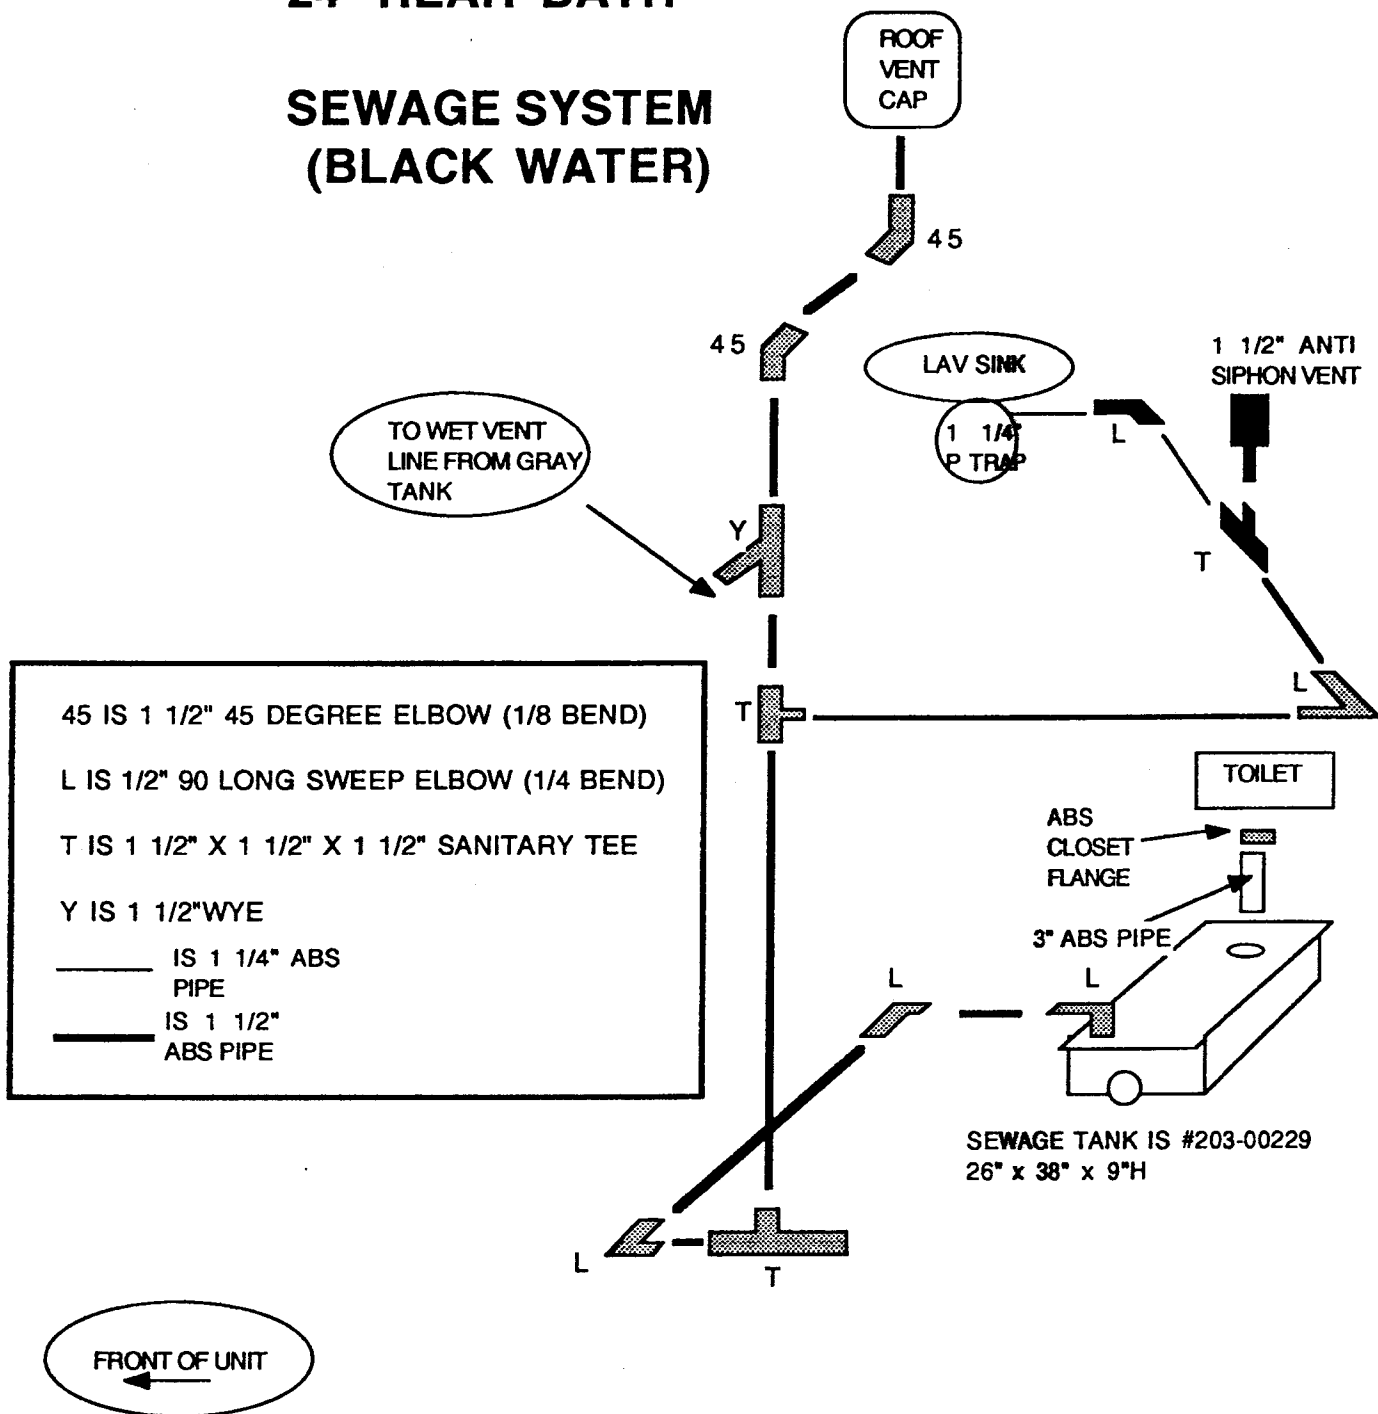 24' REAR BATH
SEWAGE SYSTEM
(BLACK WATER)
ROOF
VENT
CAP
45
45
LAV SINK
1 1/4"
P TRAP
L
1 1/2" ANTI
SIPHON VENT
T
L
TO WET VENT
LINE FROM GRAY
TANK
Y
T
45 IS 1 1/2" 45 DEGREE ELBOW (1/8 BEND)
L IS 1/2" 90 LONG SWEEP ELBOW (1/4 BEND)
T IS 1 1/2" X 1 1/2" X 1 1/2" SANITARY TEE
Y IS 1 1/2"WYE
IS 1 1/4" ABS
PIPE
IS 1 1/2"
ABS PIPE
TOILET
ABS
CLOSET
FLANGE
3" ABS PIPE
L
L
SEWAGE TANK IS #203-00229
26" x 38" x 9"H
L
T
FRONT OF UNIT